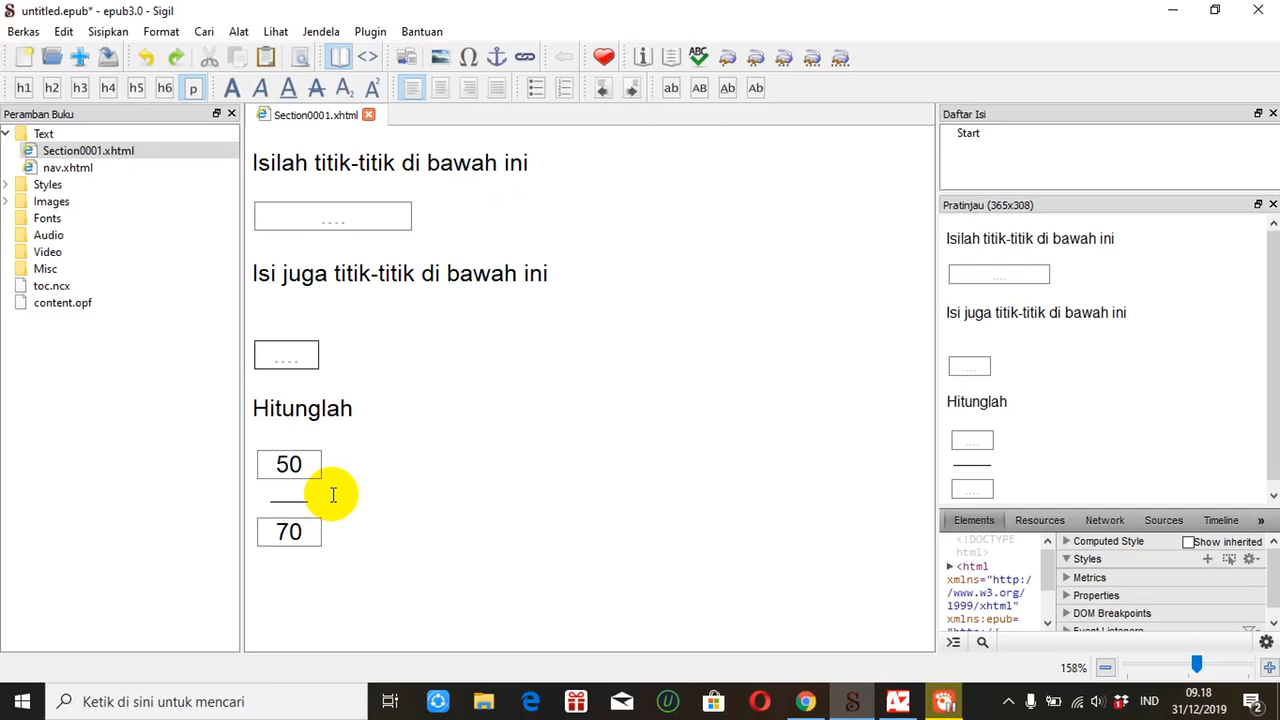 untitled.epub* - epub3.0 - Sigil
Berkas Edit Sisipkan Format Cari Alat Lihat Jendela Plugin Bantuan
h1 h2 h3 h4 h5 h6 p A A A A A₂ A² ab AB Ab Ab
Peramban Buku
Text
Section0001.xhtml
nav.xhtml
Styles
Images
Fonts
Audio
Video
Misc
toc.ncx
content.opf
Section0001.xhtml
Isilah titik-titik di bawah ini
....
Isi juga titik-titik di bawah ini
....
Hitunglah
50
70
Daftar Isi
Start
Pratinjau (365x308)
Isilah titik-titik di bawah ini
....
Isi juga titik-titik di bawah ini
....
Hitunglah
....
....
Elements Resources Network Sources Timeline »
<!DOCTYPE
html>
<html
xmlns="http:/
/www.w3.org/
1999/xhtml"
xmlns:epub=
Computed Style Show inherited
Styles
Metrics
Properties
DOM Breakpoints
158%
Ketik di sini untuk mencari
IND
09.18
31/12/2019
2